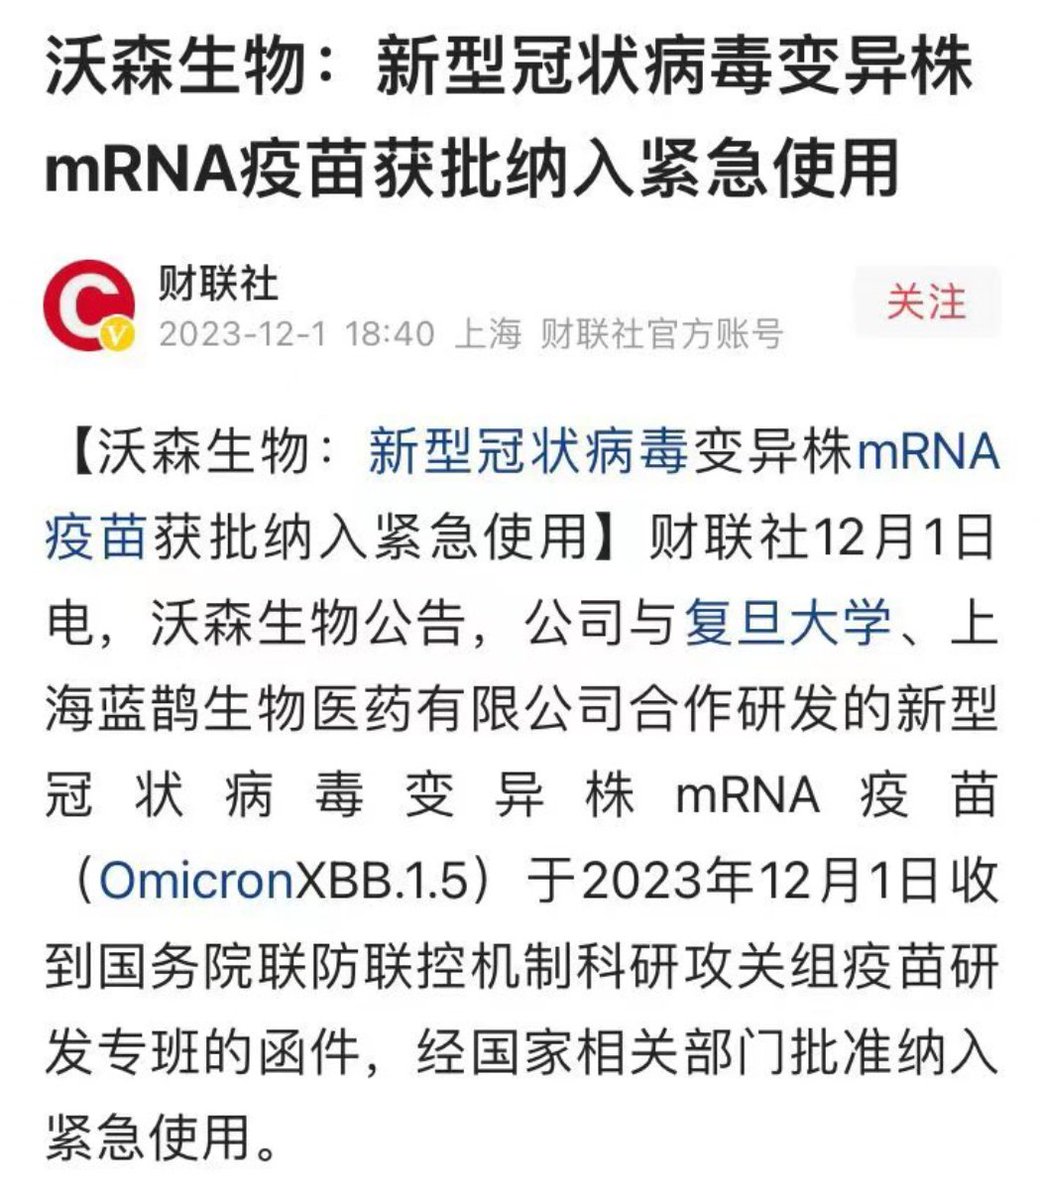 沃森生物：新型冠状病毒变异株
mRNA疫苗获批纳入紧急使用
财联社
2023-12-1 18:40 上海 财联社官方账号
关注
【沃森生物：新型冠状病毒变异株mRNA
疫苗获批纳入紧急使用】财联社12月1日
电，沃森生物公告，公司与复旦大学、上
海蓝鹊生物医药有限公司合作研发的新型
冠状病毒变异株mRNA疫苗
（OmicronXBB.1.5）于2023年12月1日收
到国务院联防联控机制科研攻关组疫苗研
发专班的函件，经国家相关部门批准纳入
紧急使用。